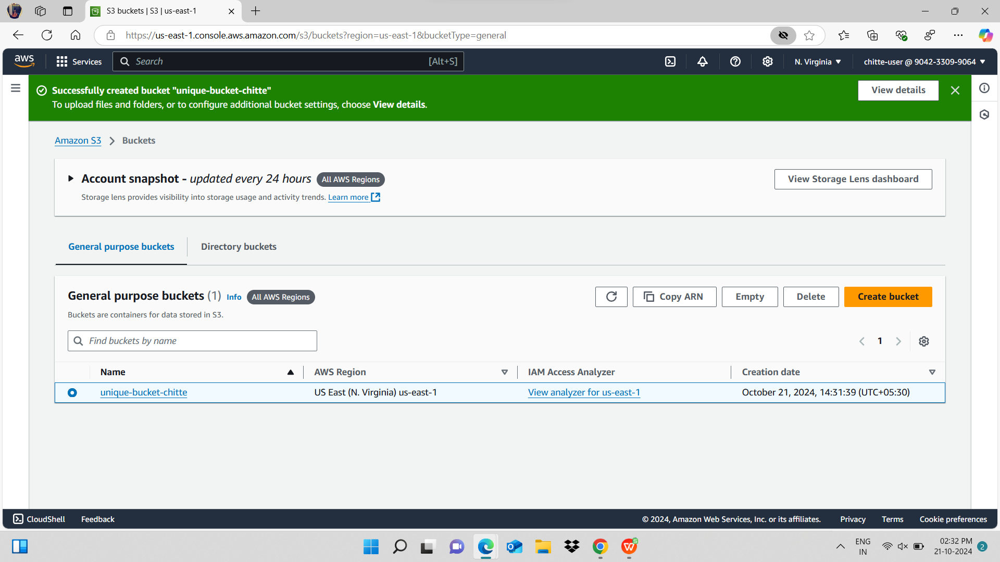 S3 buckets | S3 | us-east-1
https://us-east-1.console.aws.amazon.com/s3/buckets?region=us-east-1&bucketType=general
aws Services Search [Alt+S] N. Virginia chitte-user @ 9042-3309-9064
Successfully created bucket "unique-bucket-chitte"
To upload files and folders, or to configure additional bucket settings, choose View details.
View details
Amazon S3 Buckets
Account snapshot - updated every 24 hours All AWS Regions
View Storage Lens dashboard
Storage lens provides visibility into storage usage and activity trends. Learn more
General purpose buckets Directory buckets
General purpose buckets (1) Info All AWS Regions
Copy ARN Empty Delete Create bucket
Buckets are containers for data stored in S3.
Find buckets by name
1
Name AWS Region IAM Access Analyzer Creation date
unique-bucket-chitte US East (N. Virginia) us-east-1 View analyzer for us-east-1 October 21, 2024, 14:31:39 (UTC+05:30)
CloudShell Feedback © 2024, Amazon Web Services, Inc. or its affiliates. Privacy Terms Cookie preferences
ENG
IN
02:32 PM
21-10-2024
2